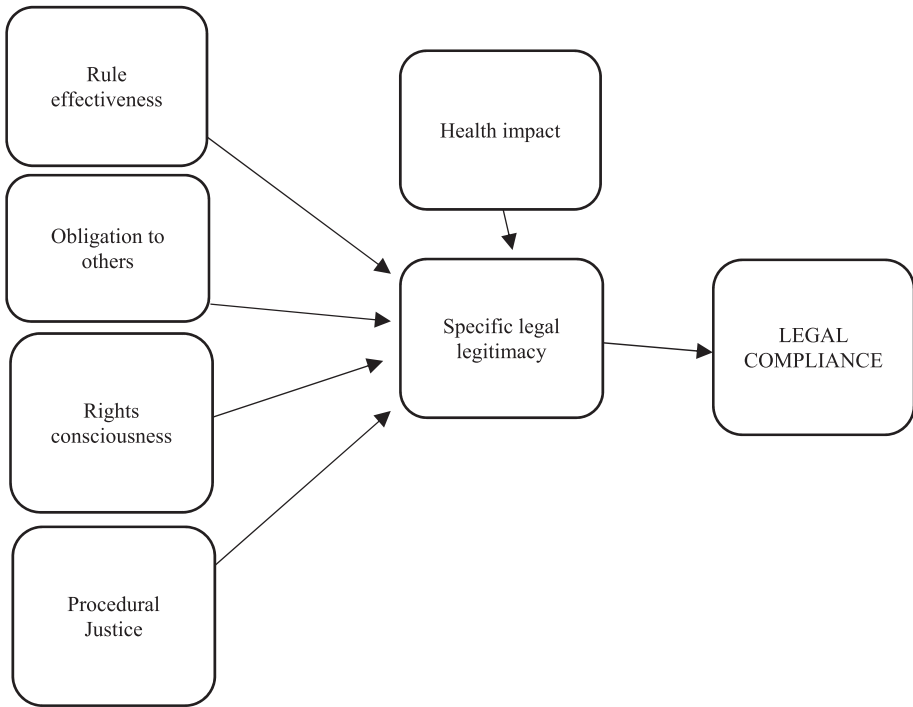 Rule
effectiveness
Health impact
Obligation to
others
Specific legal
legitimacy
LEGAL
COMPLIANCE
Rights
consciousness
Procedural
Justice